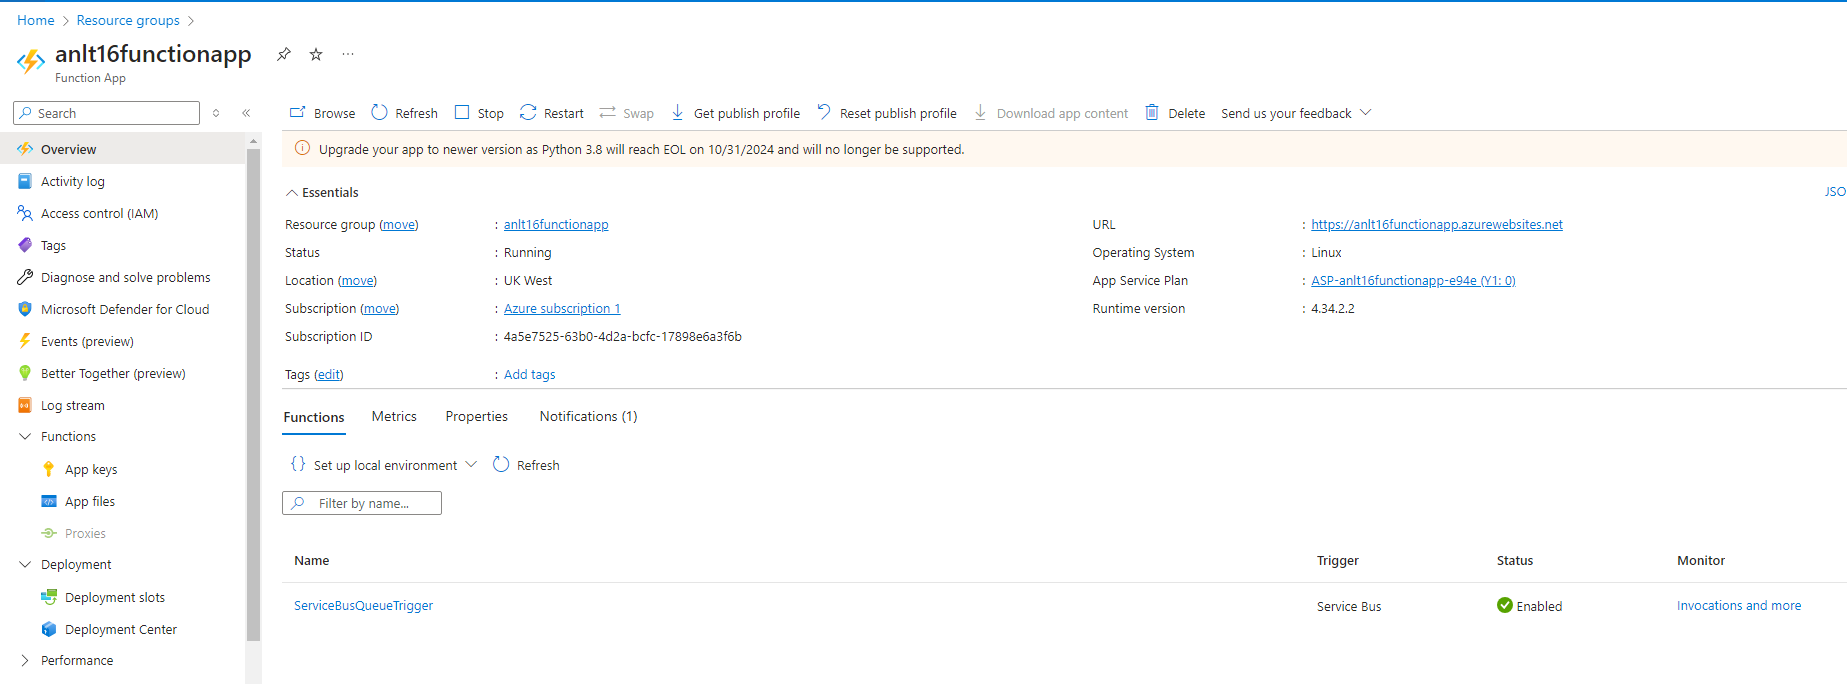 Home > Resource groups >
anlt16functionapp
Function App
Search
Browse Refresh Stop Restart Swap Get publish profile Reset publish profile Download app content Delete Send us your feedback
Upgrade your app to newer version as Python 3.8 will reach EOL on 10/31/2024 and will no longer be supported.
Overview
Activity log
Access control (IAM)
Tags
Diagnose and solve problems
Microsoft Defender for Cloud
Events (preview)
Better Together (preview)
Log stream
Functions
App keys
App files
Proxies
Deployment
Deployment slots
Deployment Center
Performance
Essentials
JSO
Resource group (move) : anlt16functionapp
Status : Running
Location (move) : UK West
Subscription (move) : Azure subscription 1
Subscription ID : 4a5e7525-63b0-4d2a-bcfc-17898e6a3f6b
Tags (edit) : Add tags
URL : https://anlt16functionapp.azurewebsites.net
Operating System : Linux
App Service Plan : ASP-anlt16functionapp-e94e (Y1: 0)
Runtime version : 4.34.2.2
Functions Metrics Properties Notifications (1)
Set up local environment Refresh
Filter by name...
Name Trigger Status Monitor
ServiceBusQueueTrigger Service Bus Enabled Invocations and more